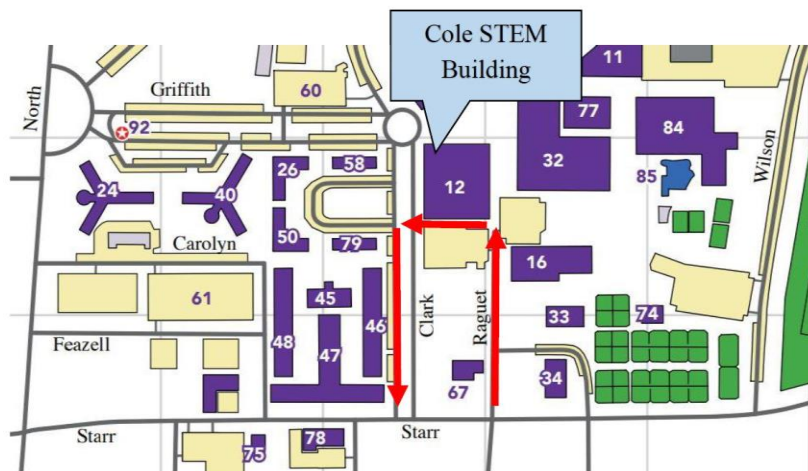 Cole STEM
Building
11
Griffith
60
77
North
92
84
58
26
32
24
40
12
85
Wilson
50
79
Carolyn
16
61
45
46
Clark
Raguet
33
74
Feazell
48
47
67
34
Starr
78
Starr
75